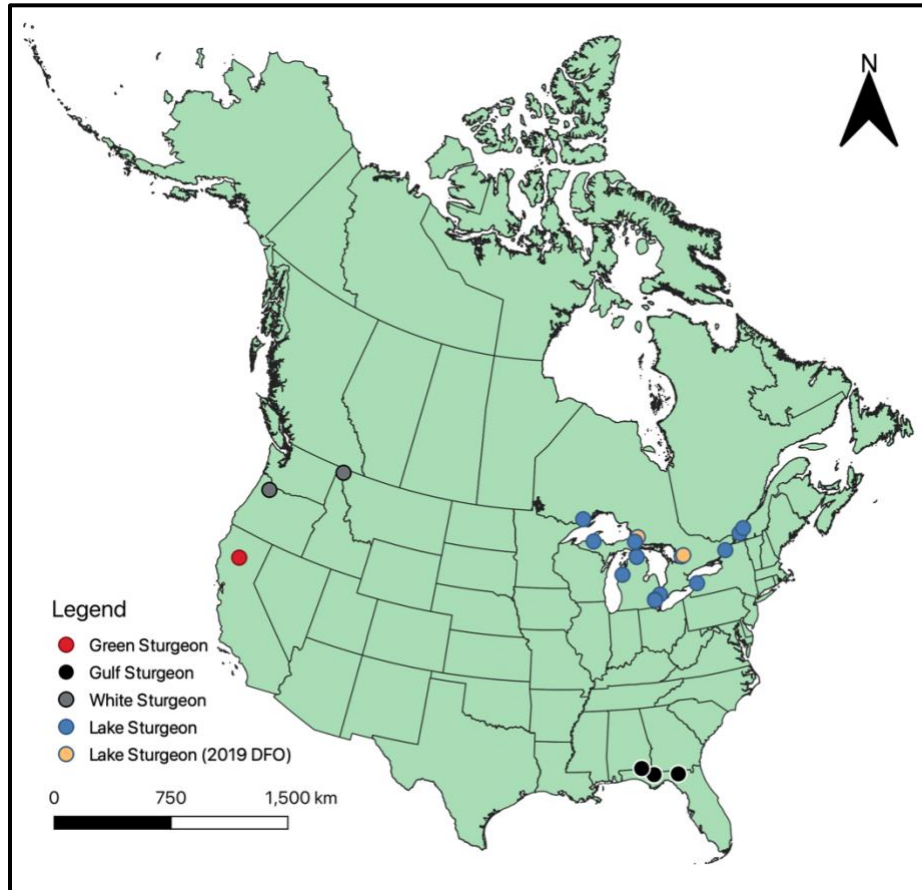 N
Legend
Green Sturgeon
Gulf Sturgeon
White Sturgeon
Lake Sturgeon
Lake Sturgeon (2019 DFO)
0 750 1,500 km